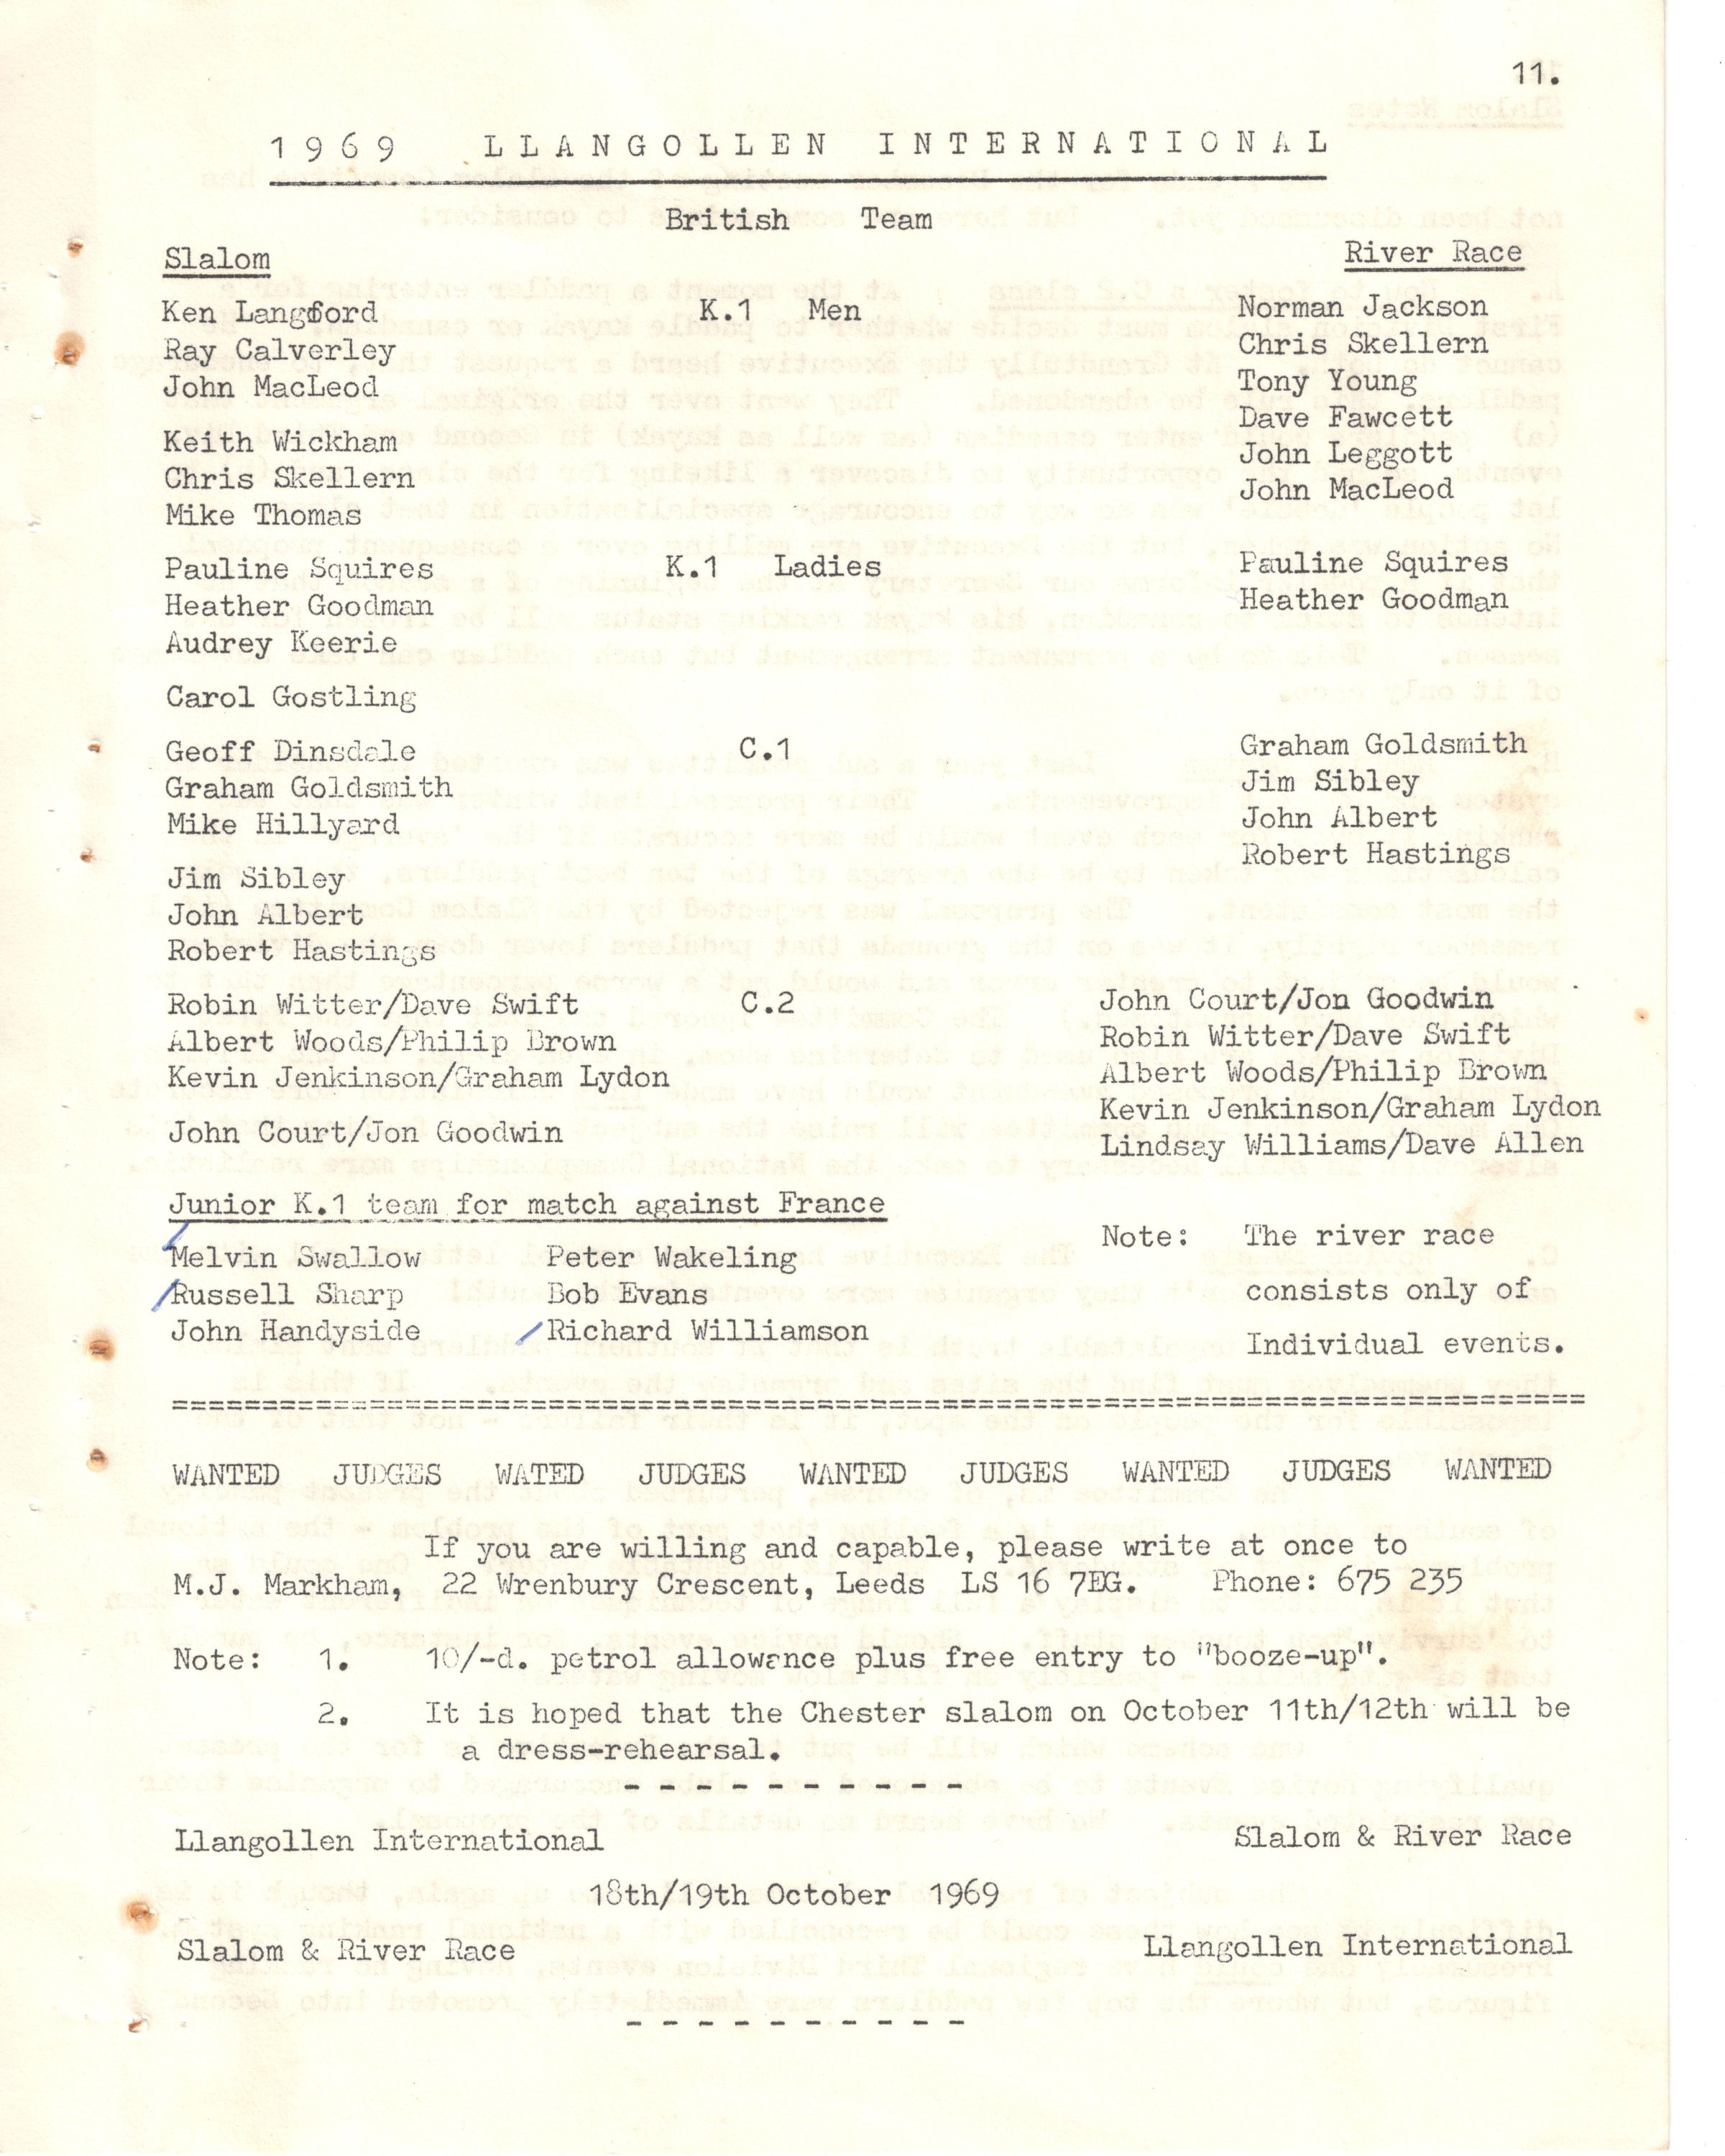 11.
1969 LLANGOLLEN INTERNATIONAL
British Team
Slalom River Race
Ken Langford K.1 Men Norman Jackson
Ray Calverley Chris Skellern
John MacLeod Tony Young
Dave Fawcett
Keith Wickham John Leggott
Chris Skellern John MacLeod
Mike Thomas
Pauline Squires K.1 Ladies Pauline Squires
Heather Goodman Heather Goodman
Audrey Keerie
Carol Gostling
Geoff Dinsdale C.1 Graham Goldsmith
Graham Goldsmith Jim Sibley
Mike Hillyard John Albert
Robert Hastings
Jim Sibley
John Albert
Robert Hastings
Robin Witter/Dave Swift C.2 John Court/Jon Goodwin
Albert Woods/Philip Brown Robin Witter/Dave Swift
Kevin Jenkinson/Graham Lydon Albert Woods/Philip Brown
Kevin Jenkinson/Graham Lydon
John Court/Jon Goodwin Lindsay Williams/Dave Allen
Junior K.1 team for match against France
Melvin Swallow Peter Wakeling Note: The river race
Russell Sharp Bob Evans consists only of
John Handyside Richard Williamson Individual events.
WANTED JUDGES WATED JUDGES WANTED JUDGES WANTED JUDGES WANTED
If you are willing and capable, please write at once to
M.J. Markham, 22 Wrenbury Crescent, Leeds LS 16 7EG. Phone: 675 235
Note: 1. 10/-d. petrol allowance plus free entry to "booze-up".
2. It is hoped that the Chester slalom on October 11th/12th will be
a dress-rehearsal.
Llangollen International Slalom & River Race
18th/19th October 1969
Slalom & River Race Llangollen International